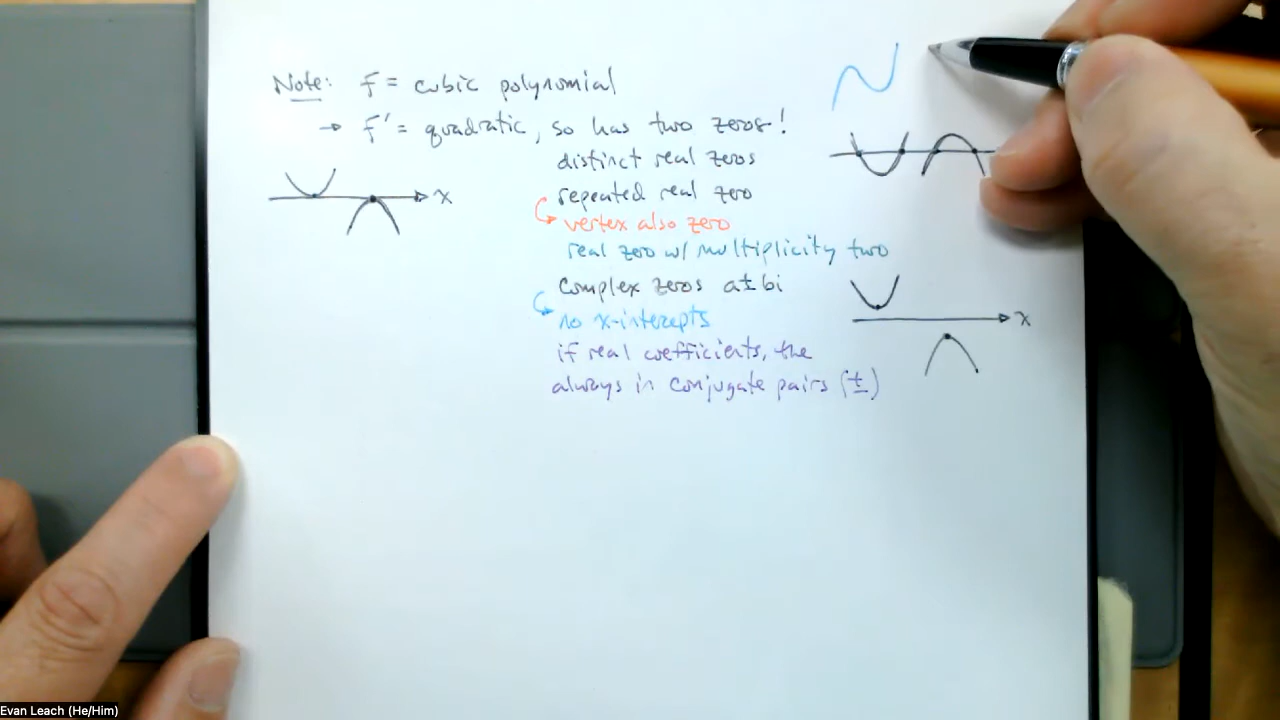 Note: f = cubic polynomial
→ f' = quadratic, so has two zeros!
distinct real zeros
repeated real zero
x
vertex also zero
real zero w/ multiplicity two
complex zeros a±bi
no x-intercepts
x
if real coefficients, the
always in conjugate pairs (±)
Evan Leach (He/Him)